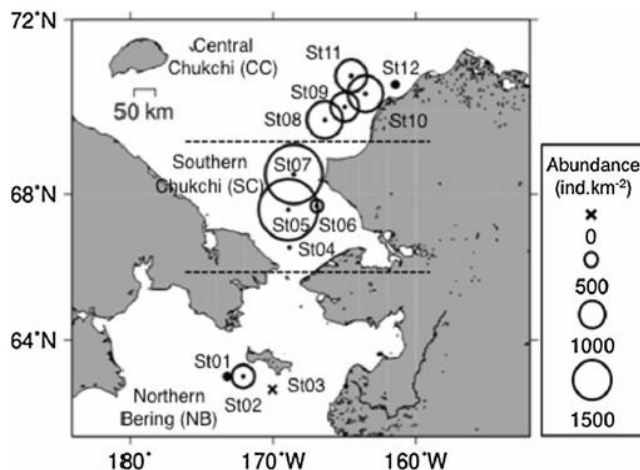 72°N
Central
Chukchi (CC)
50 km
St11
St12
St09
St08
St10
Southern
Chukchi (SC)
St07
68°N
St06
St05
St04
64°N
St01
St03
St02
Northern
Bering (NB)
180°
170°W
160°W
Abundance
(ind.km-2)
0
500
1000
1500